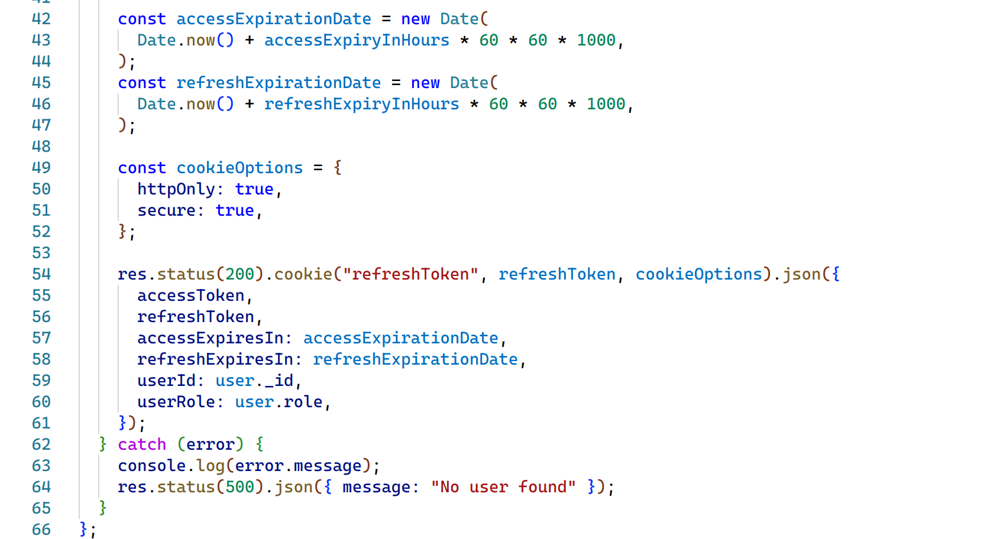 42 const accessExpirationDate = new Date(
43 Date.now() + accessExpiryInHours * 60 * 60 * 1000,
44 );
45 const refreshExpirationDate = new Date(
46 Date.now() + refreshExpiryInHours * 60 * 60 * 1000,
47 );
48
49 const cookieOptions = {
50 httpOnly: true,
51 secure: true,
52 };
53
54 res.status(200).cookie("refreshToken", refreshToken, cookieOptions).json({
55 accessToken,
56 refreshToken,
57 accessExpiresIn: accessExpirationDate,
58 refreshExpiresIn: refreshExpirationDate,
59 userId: user._id,
60 userRole: user.role,
61 });
62 } catch (error) {
63 console.log(error.message);
64 res.status(500).json({ message: "No user found" });
65 }
66 };